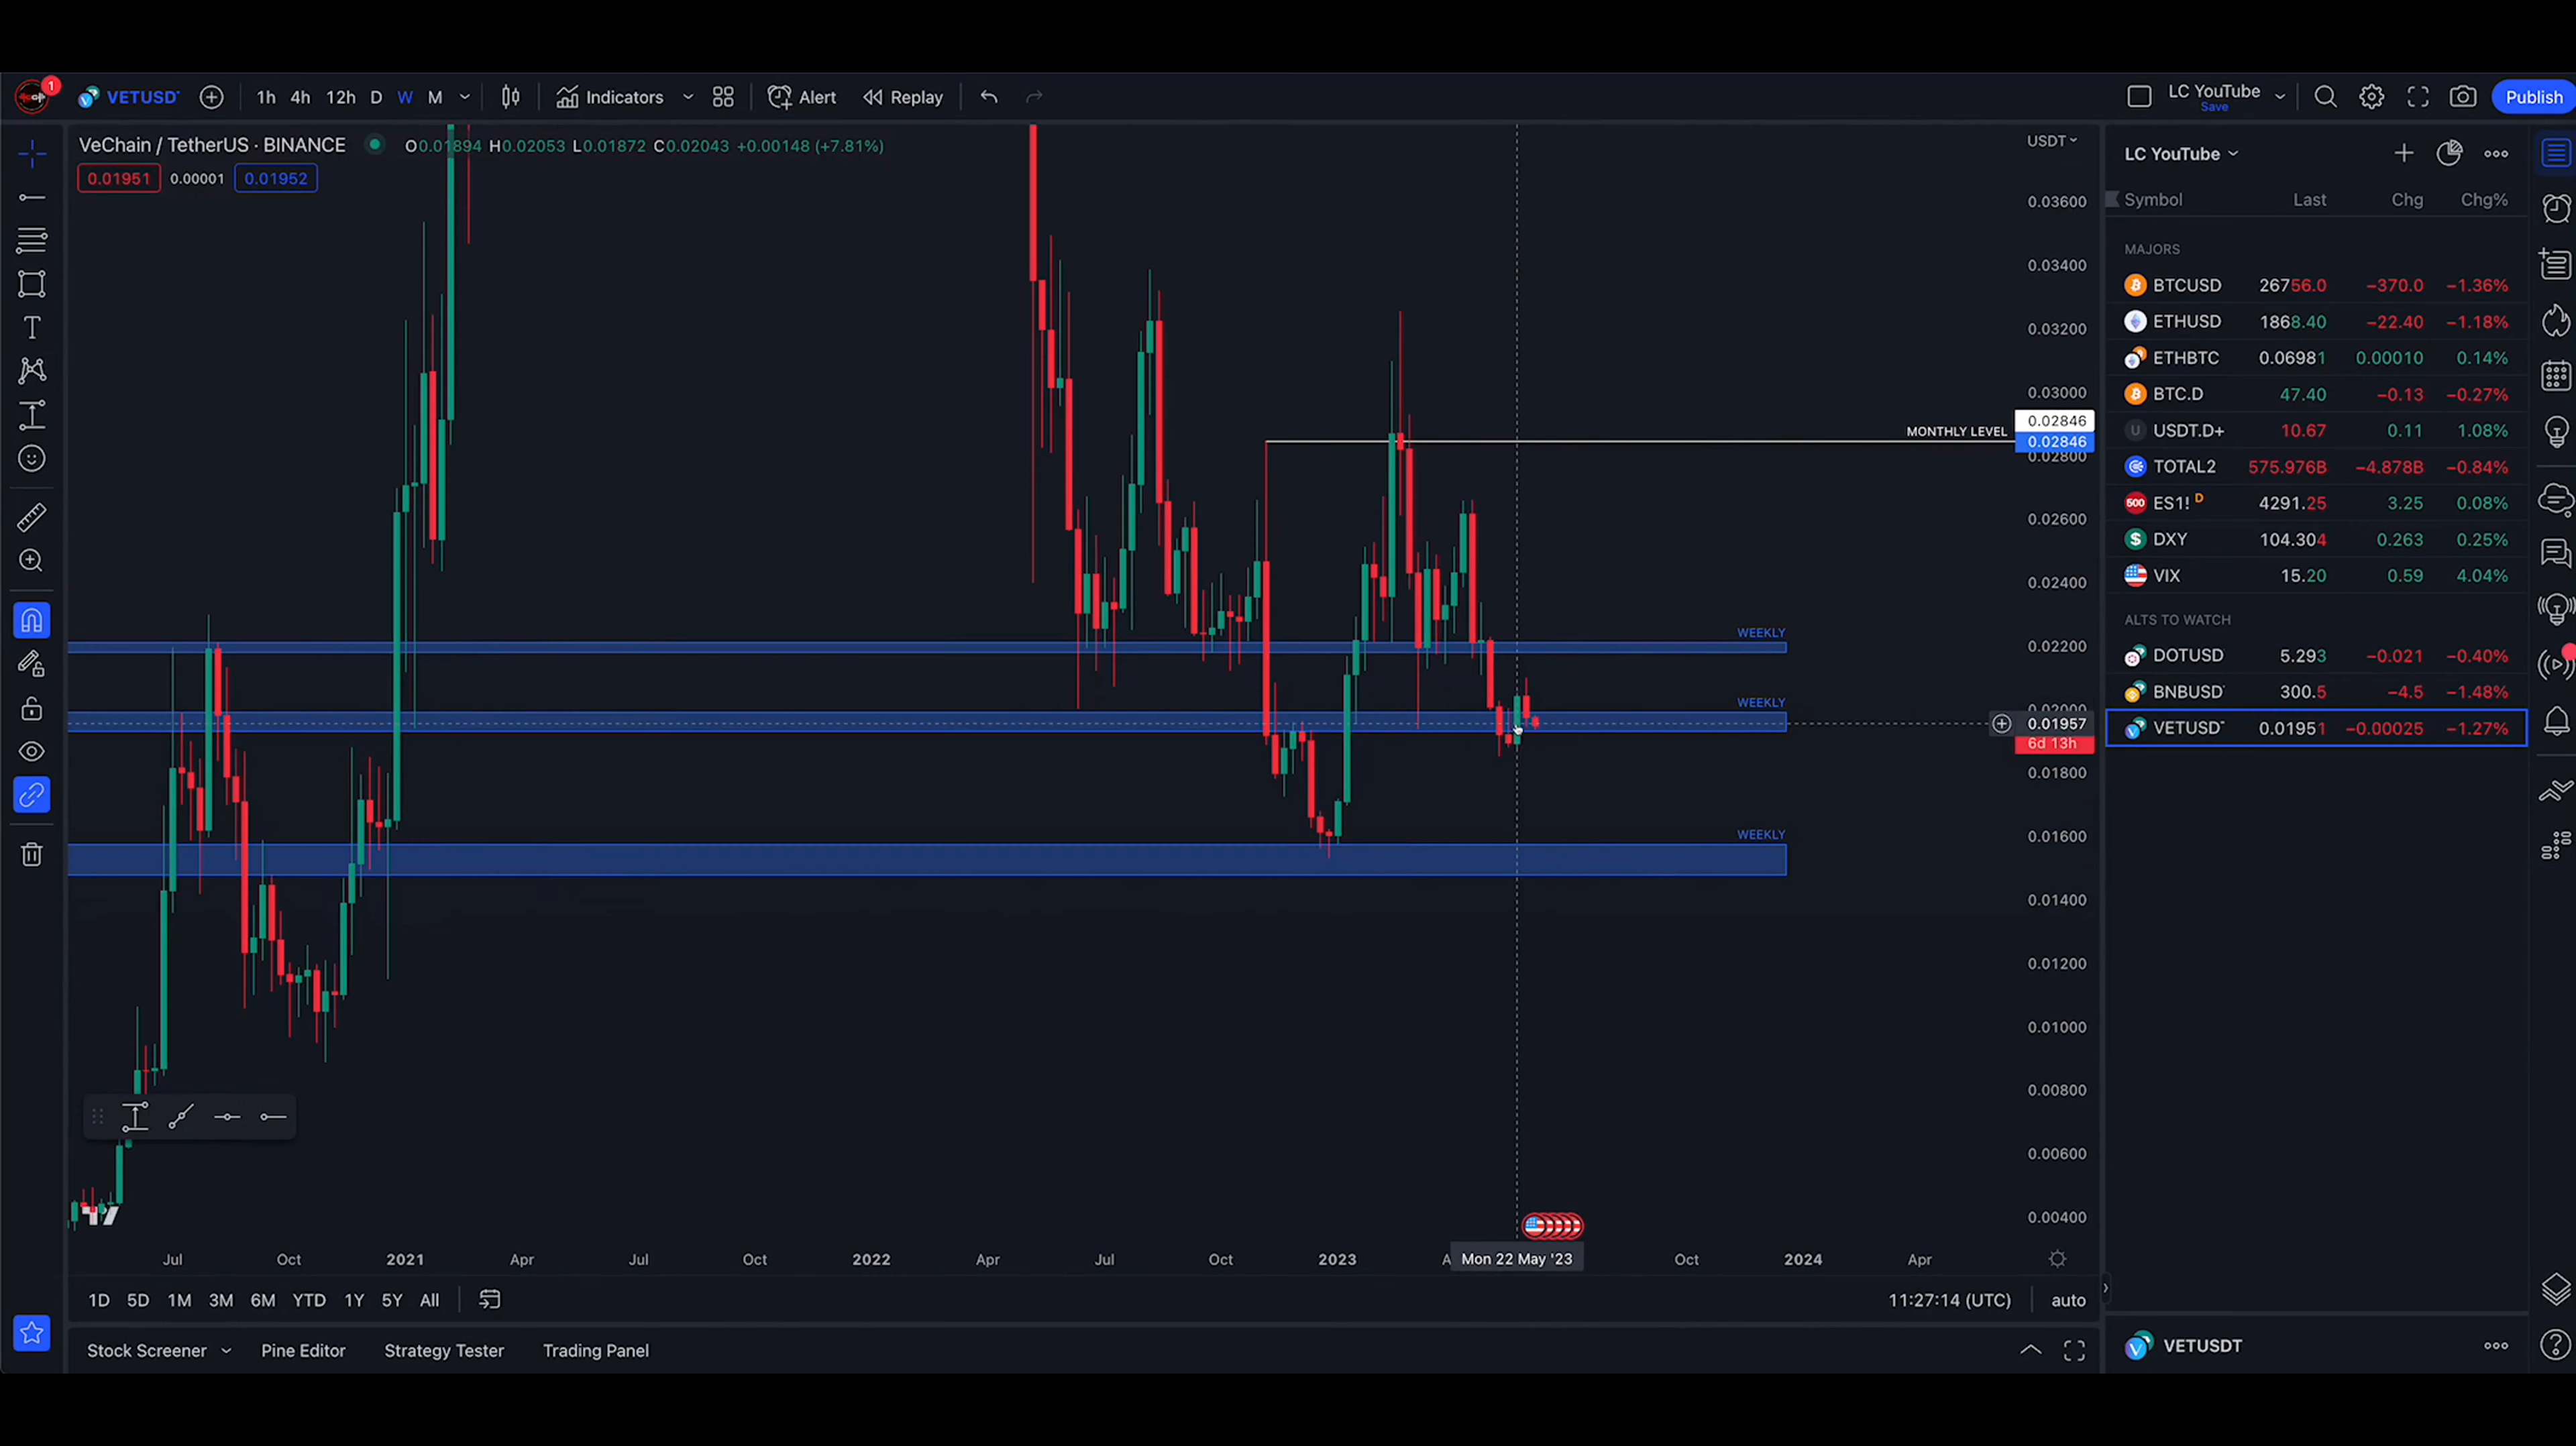 1 VETUSD 1h 4h 12h D W M Indicators Alert Replay LC YouTube Save Publish
VeChain / TetherUS · BINANCE O0.01894 H0.02053 L0.01872 C0.02043 +0.00148 (+7.81%)
0.01951 0.00001 0.01952
USDT
0.03600
0.03400
0.03200
0.03000
0.02846
MONTHLY LEVEL 0.02846
0.02800
0.02600
0.02400
WEEKLY
0.02200
WEEKLY
0.02000
0.01957
6d 13h
0.01800
WEEKLY
0.01600
0.01400
0.01200
0.01000
0.00800
0.00600
0.00400
Jul Oct 2021 Apr Jul Oct 2022 Apr Jul Oct 2023 Mon 22 May '23 Oct 2024 Apr
1D 5D 1M 3M 6M YTD 1Y 5Y All 11:27:14 (UTC) auto
Stock Screener Pine Editor Strategy Tester Trading Panel
LC YouTube
Symbol Last Chg Chg%
MAJORS
BTCUSD 26756.0 −370.0 −1.36%
ETHUSD 1868.40 −22.40 −1.18%
ETHBTC 0.06981 0.00010 0.14%
BTC.D 47.40 −0.13 −0.27%
U USDT.D+ 10.67 0.11 1.08%
TOTAL2 575.976B −4.878B −0.84%
500 ES1! D 4291.25 3.25 0.08%
$ DXY 104.304 0.263 0.25%
VIX 15.20 0.59 4.04%
ALTS TO WATCH
DOTUSD 5.293 −0.021 −0.40%
BNBUSD 300.5 −4.5 −1.48%
VETUSD 0.01951 −0.00025 −1.27%
VETUSDT